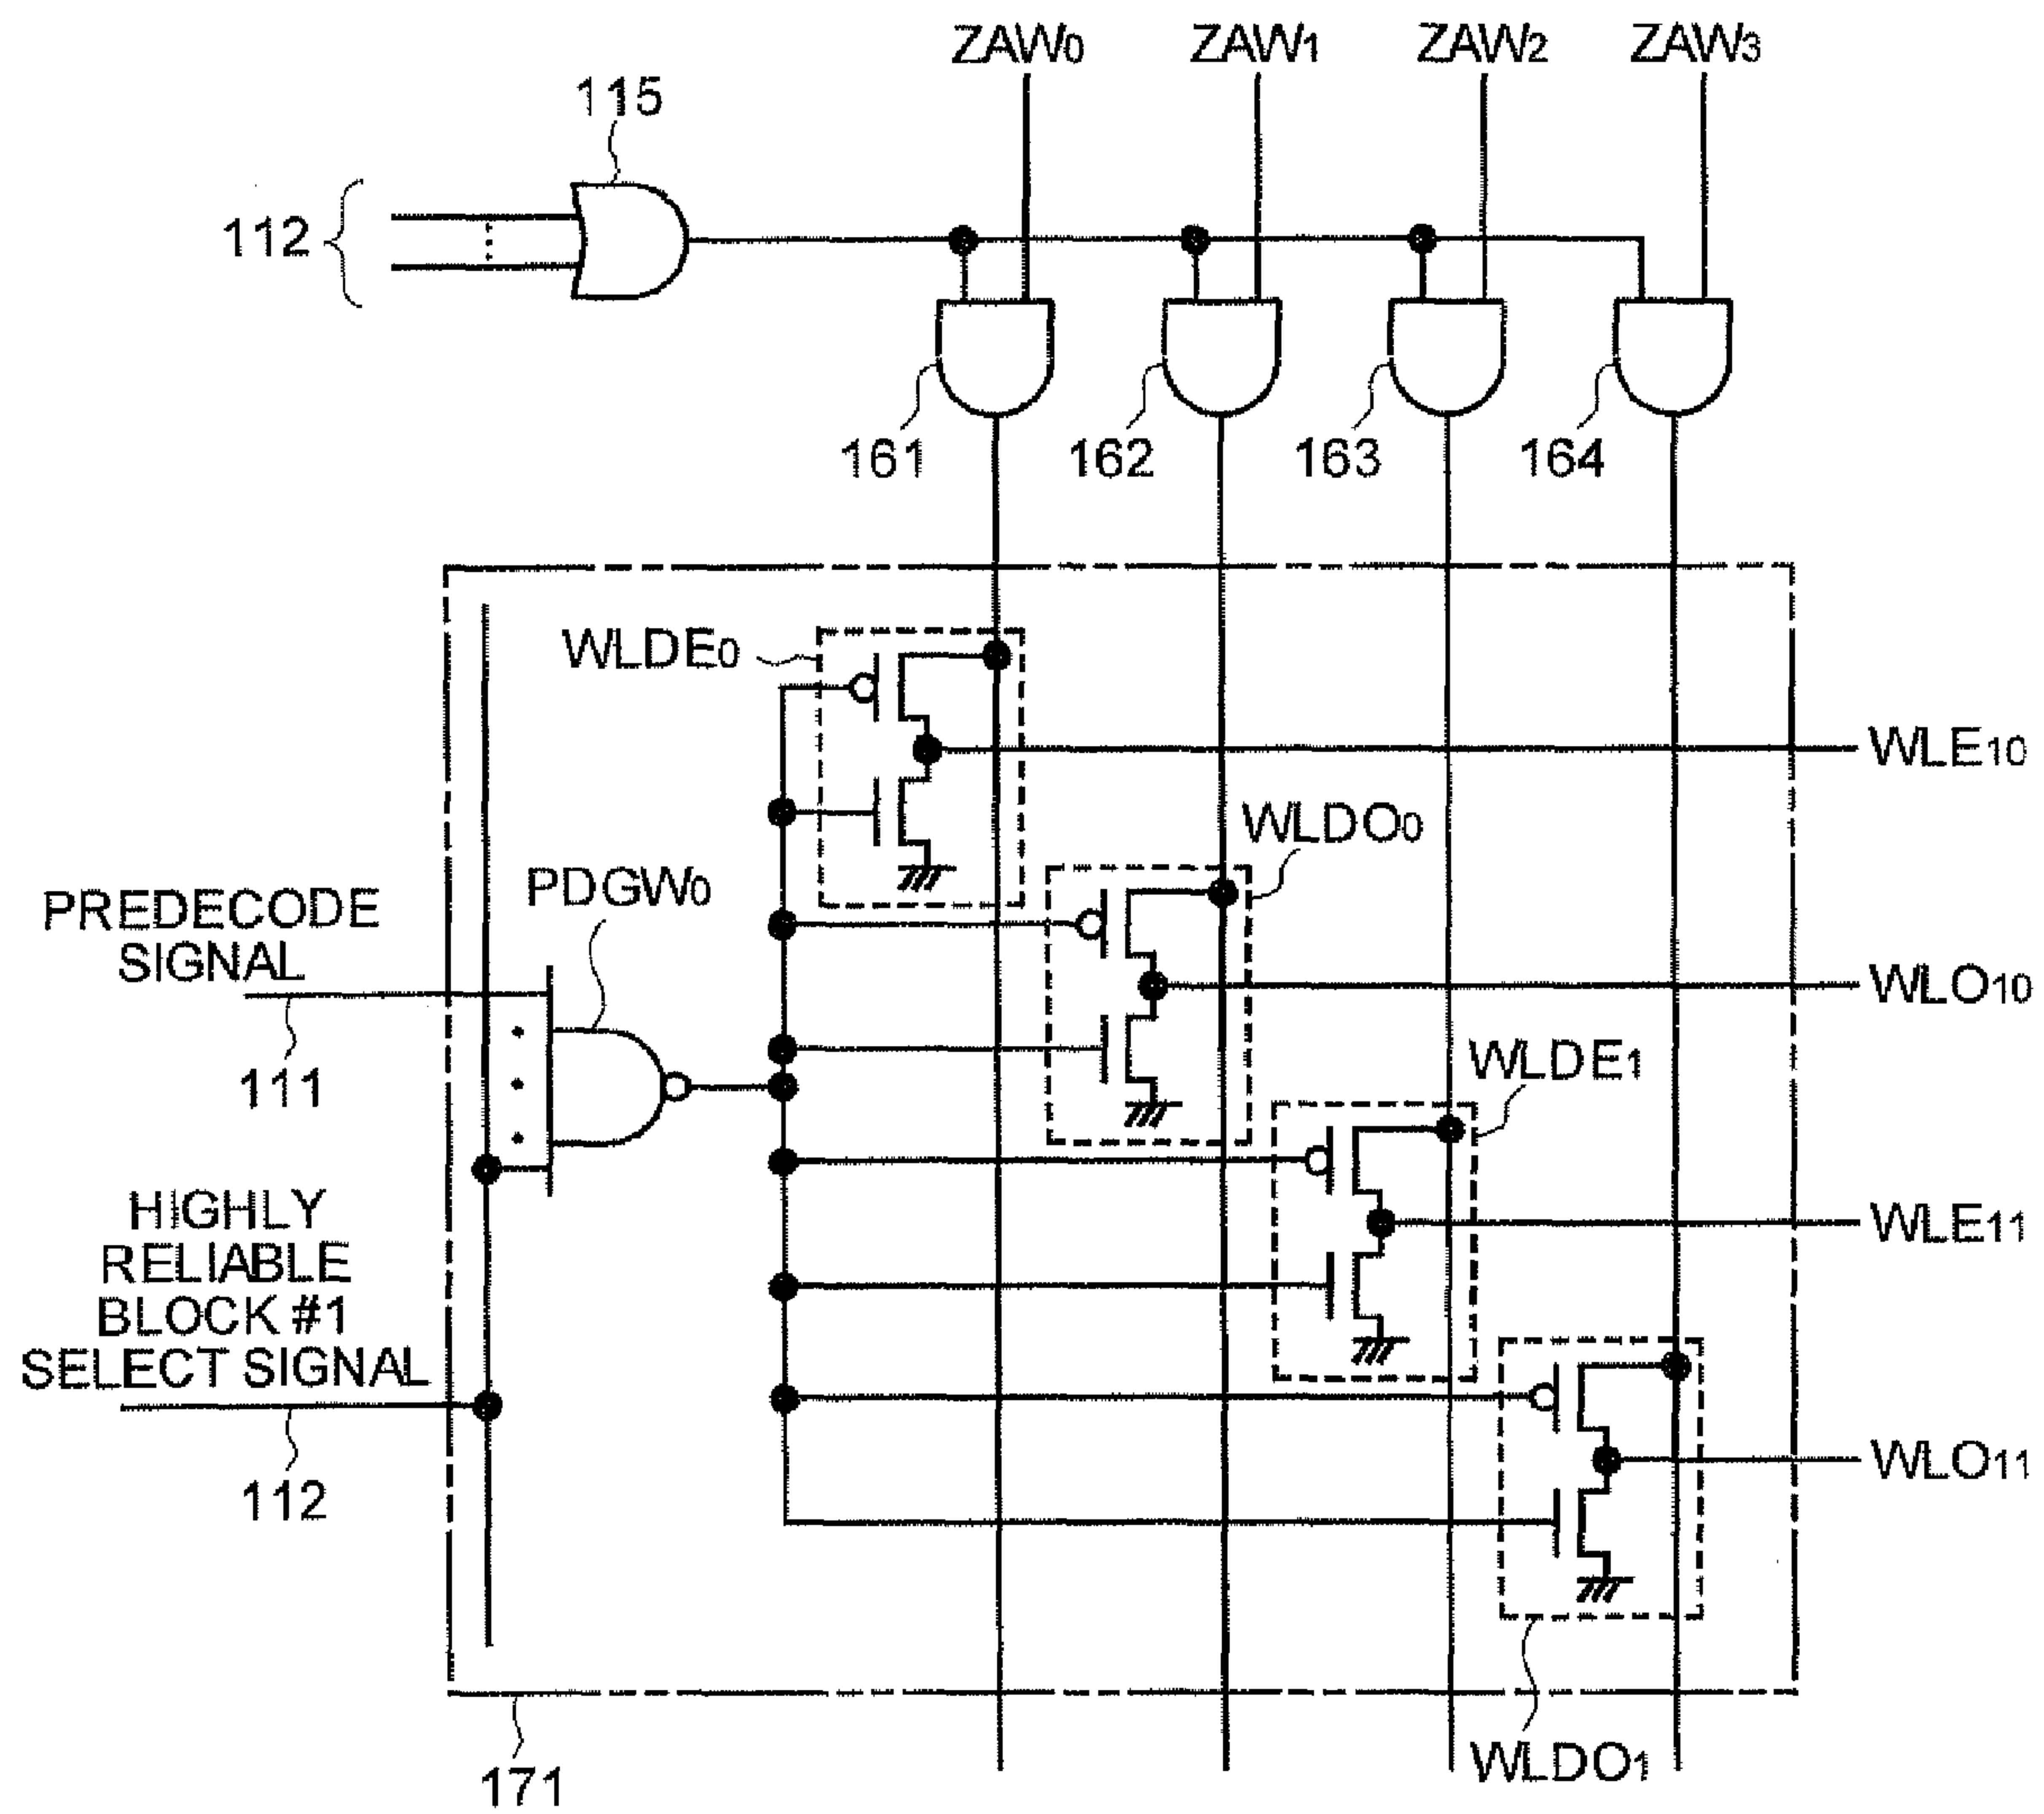 ZAW0 ZAW1 ZAW2 ZAW3
115
112
161 162 163 164
WLDE0
WLE10
WLDO0
PDGW0
PREDECODE
SIGNAL
WLO10
111
WLDE1
HIGHLY
RELIABLE
BLOCK #1
SELECT SIGNAL
WLE11
112
WLO11
171
WLDO1